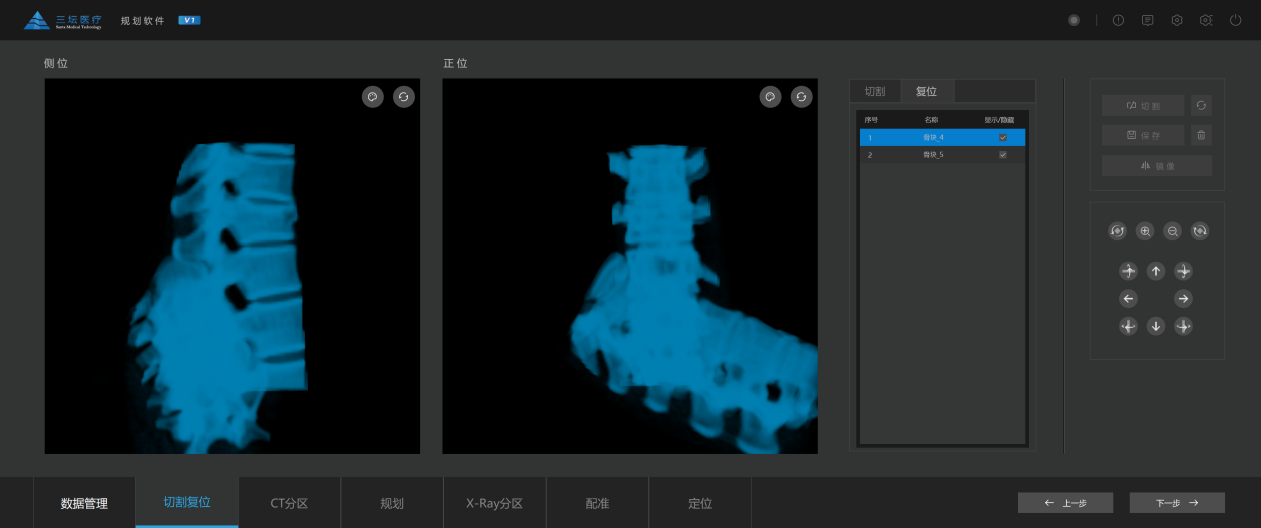 三坛医疗
Santa Medical Technology
规划软件
V1
侧位
正位
切割 复位
序号 名称 显示/隐藏
1 骨块_4
2 骨块_5
切割
保存
镜像
数据管理 切割复位 CT分区 规划 X-Ray分区 配准 定位
← 上一步 下一步 →